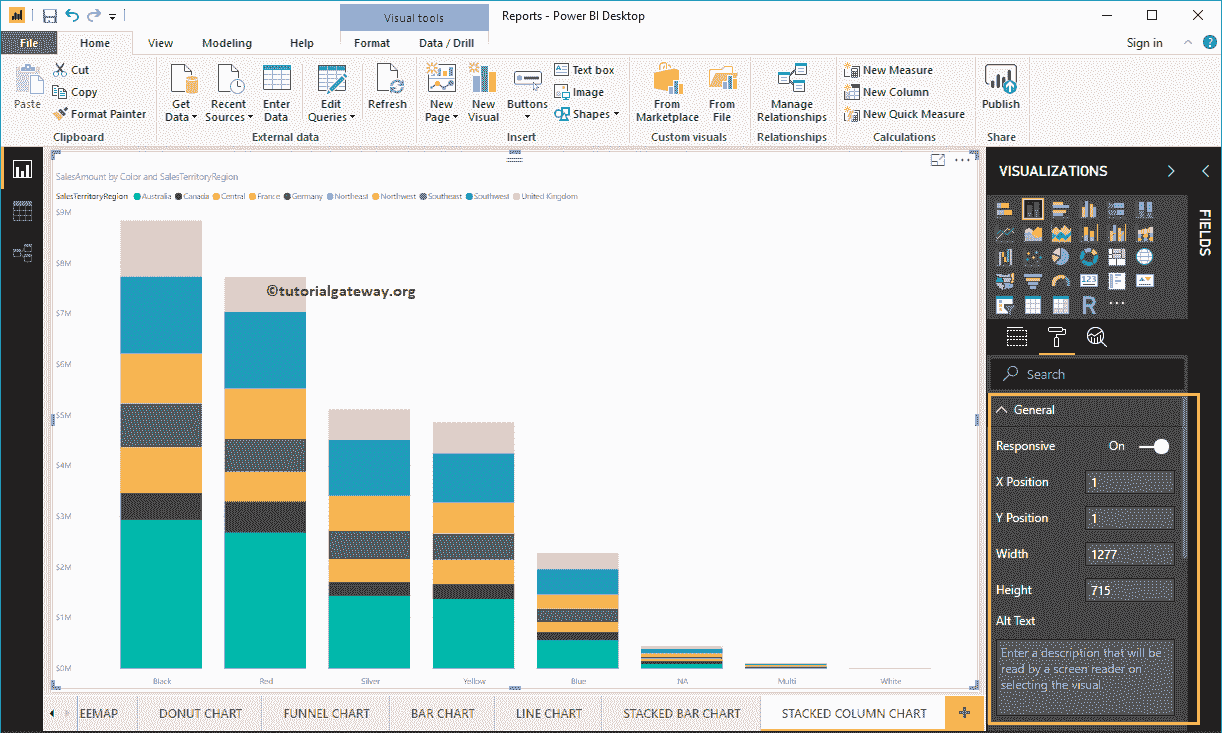 Visual tools
Reports - Power BI Desktop
File Home View Modeling Help Format Data / Drill Sign in
Paste
Cut
Copy
Format Painter
Clipboard
Get Data
Recent Sources
Enter Data
Edit Queries
External data
Refresh
New Page
New Visual
Buttons
Text box
Image
Shapes
Insert
From Marketplace
From File
Custom visuals
Manage Relationships
Relationships
New Measure
New Column
New Quick Measure
Calculations
Publish
Share
SalesAmount by Color and SalesTerritoryRegion
SalesTerritoryRegion Australia Canada Central France Germany Northeast Northwest Southeast Southwest United Kingdom
$9M
$8M
$7M
$6M
$5M
$4M
$3M
$2M
$1M
$0M
©tutorialgateway.org
Black Red Silver Yellow Blue NA Multi White
EEMAP DONUT CHART FUNNEL CHART BAR CHART LINE CHART STACKED BAR CHART STACKED COLUMN CHART
VISUALIZATIONS
FIELDS
123
R
Search
General
Responsive On
X Position 1
Y Position 1
Width 1277
Height 715
Alt Text
Enter a description that will be
read by a screen reader on
selecting the visual.